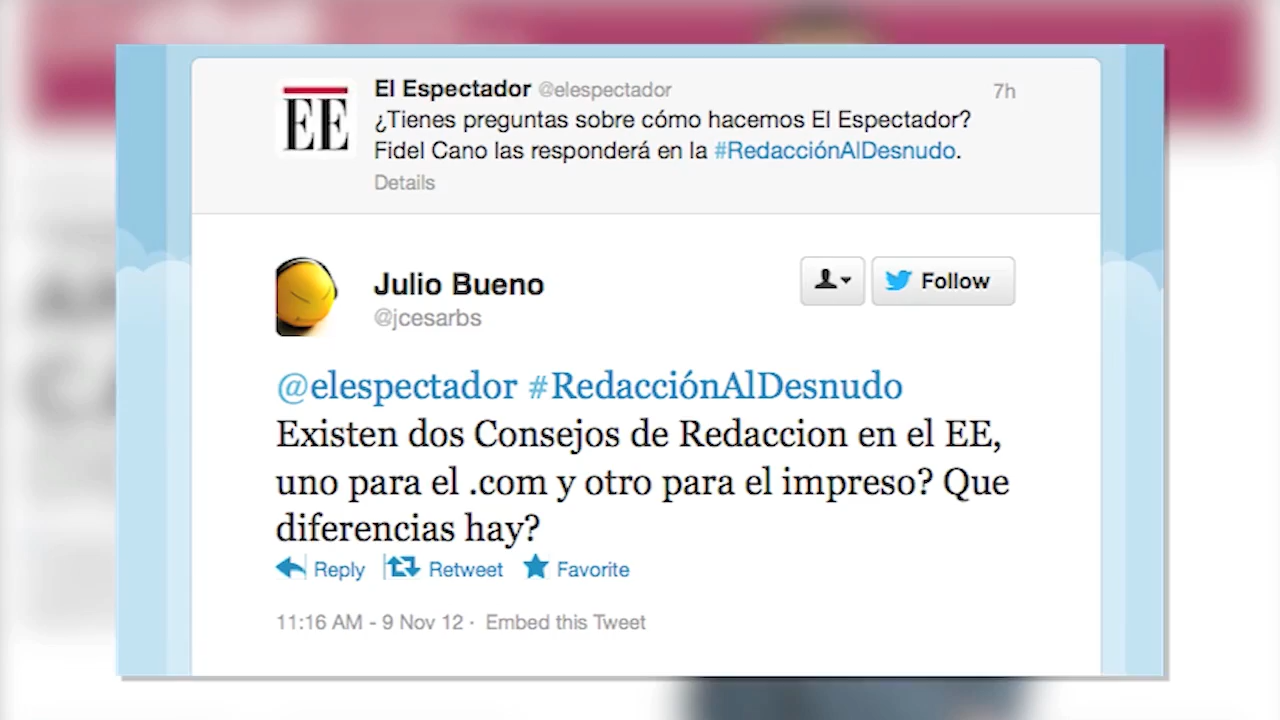 EE
El Espectador @elespectador 7h
¿Tienes preguntas sobre cómo hacemos El Espectador?
Fidel Cano las responderá en la #RedacciónAlDesnudo.
Details
Julio Bueno
@jcesarbs
Follow
@elespectador #RedacciónAlDesnudo
Existen dos Consejos de Redaccion en el EE,
uno para el .com y otro para el impreso? Que
diferencias hay?
Reply Retweet Favorite
11:16 AM - 9 Nov 12 · Embed this Tweet